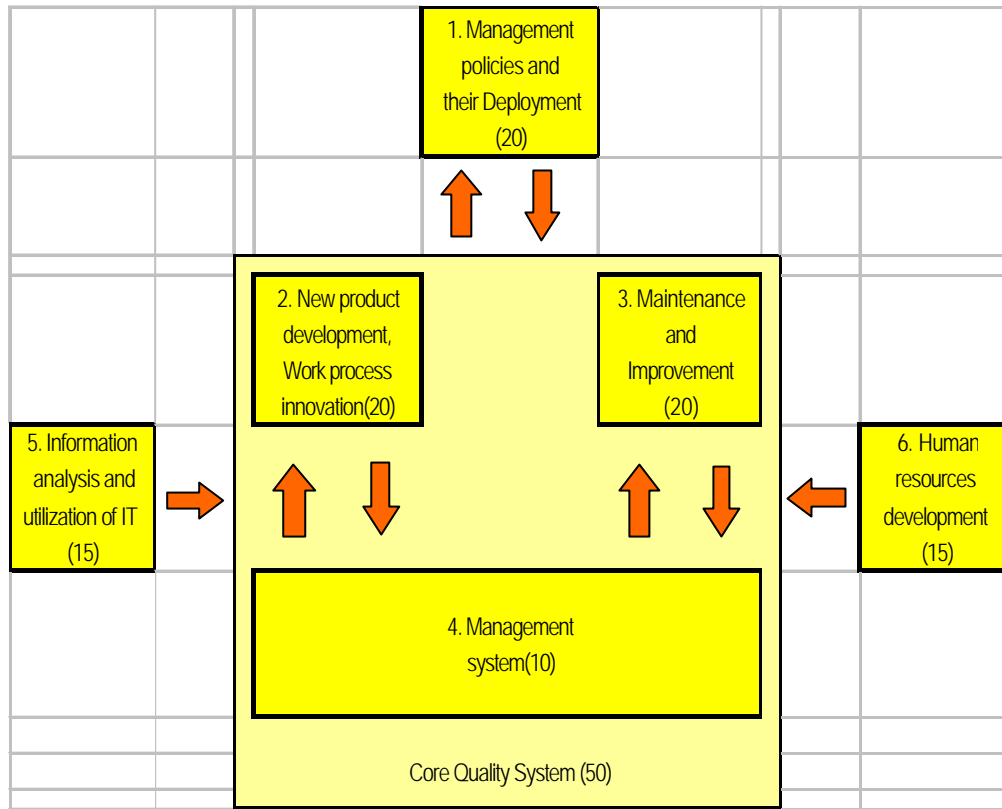 1. Management
policies and
their Deployment
(20)
2. New product
development,
Work process
innovation(20)
3. Maintenance
and
Improvement
(20)
5. Information
analysis and
utilization of IT
(15)
6. Human
resources
development
(15)
4. Management
system(10)
Core Quality System (50)